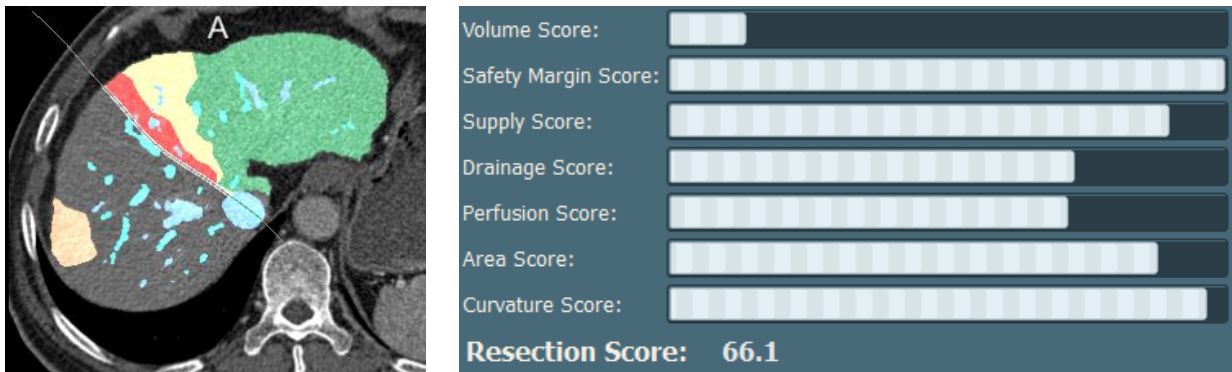 A
Volume Score:
Safety Margin Score:
Supply Score:
Drainage Score:
Perfusion Score:
Area Score:
Curvature Score:
Resection Score: 66.1